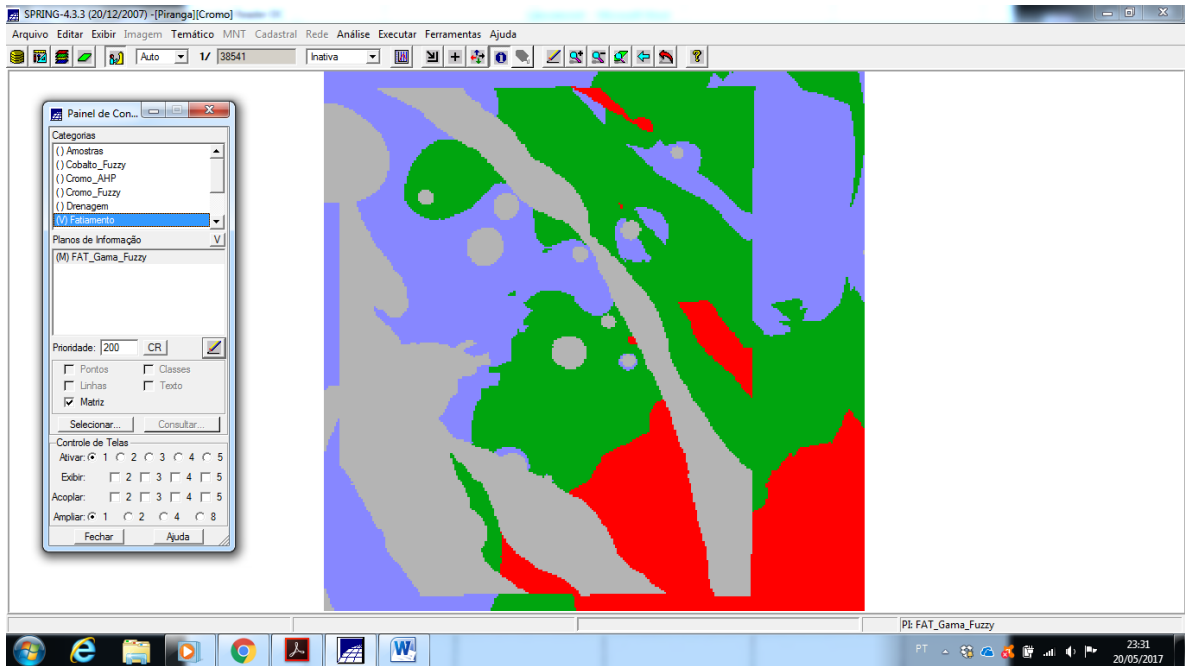 SPRING-4.3.3 (20/12/2007) -[Piranga][Cromo]
Arquivo Editar Exibir Imagem Temático MNT Cadastral Rede Análise Executar Ferramentas Ajuda
Auto 1/ 38541 Inativa
Painel de Con...
Categorias
() Amostras
() Cobalto_Fuzzy
() Cromo_AHP
() Cromo_Fuzzy
() Drenagem
(V) Fatiamento
Planos de Informação V
(M) FAT_Gama_Fuzzy
Prioridade: 200 CR
Pontos Classes
Linhas Texto
Matriz
Selecionar... Consultar...
Controle de Telas
Ativar: 1 2 3 4 5
Exibir: 2 3 4 5
Acoplar: 2 3 4 5
Ampliar: 1 2 4 8
Fechar Ajuda
PI: FAT_Gama_Fuzzy
PT 23:31
20/05/2017